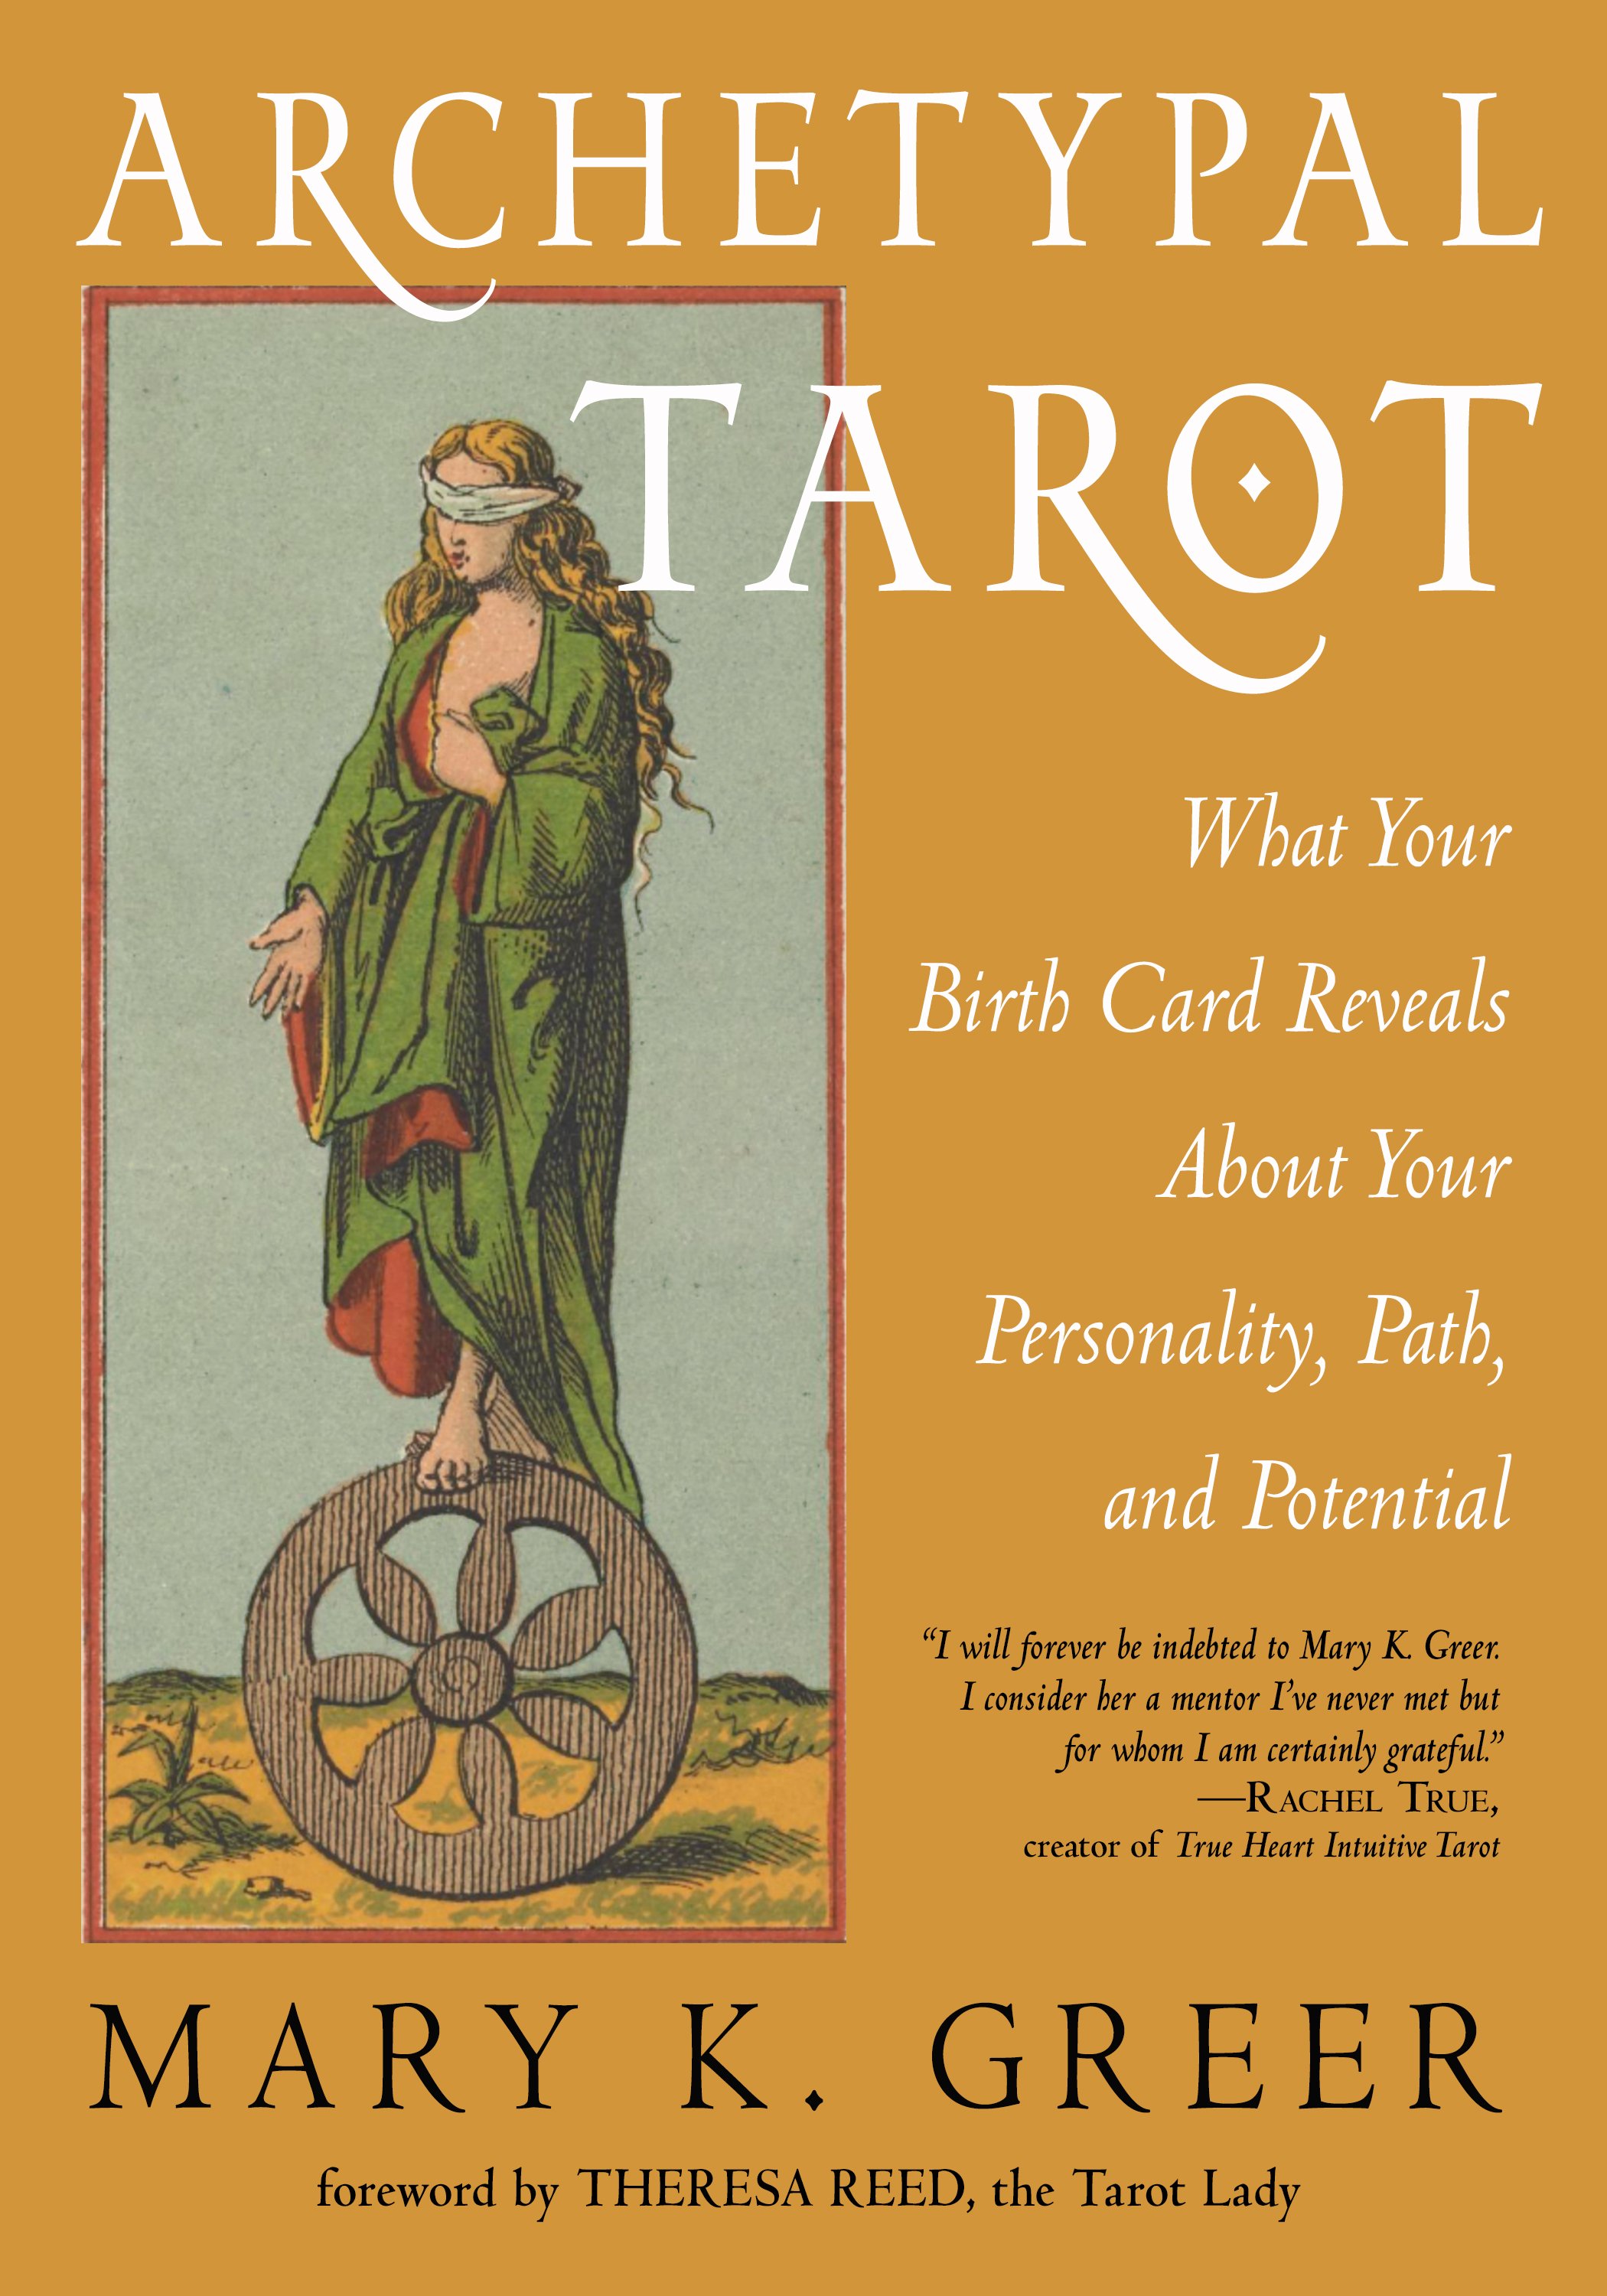 ARCHETYPAL
TAROT
What Your
Birth Card Reveals
About Your
Personality, Path,
and Potential
“I will forever be indebted to Mary K. Greer.
I consider her a mentor I’ve never met but
for whom I am certainly grateful.”
—RACHEL TRUE,
creator of True Heart Intuitive Tarot
MARY K. GREER
foreword by THERESA REED, the Tarot Lady